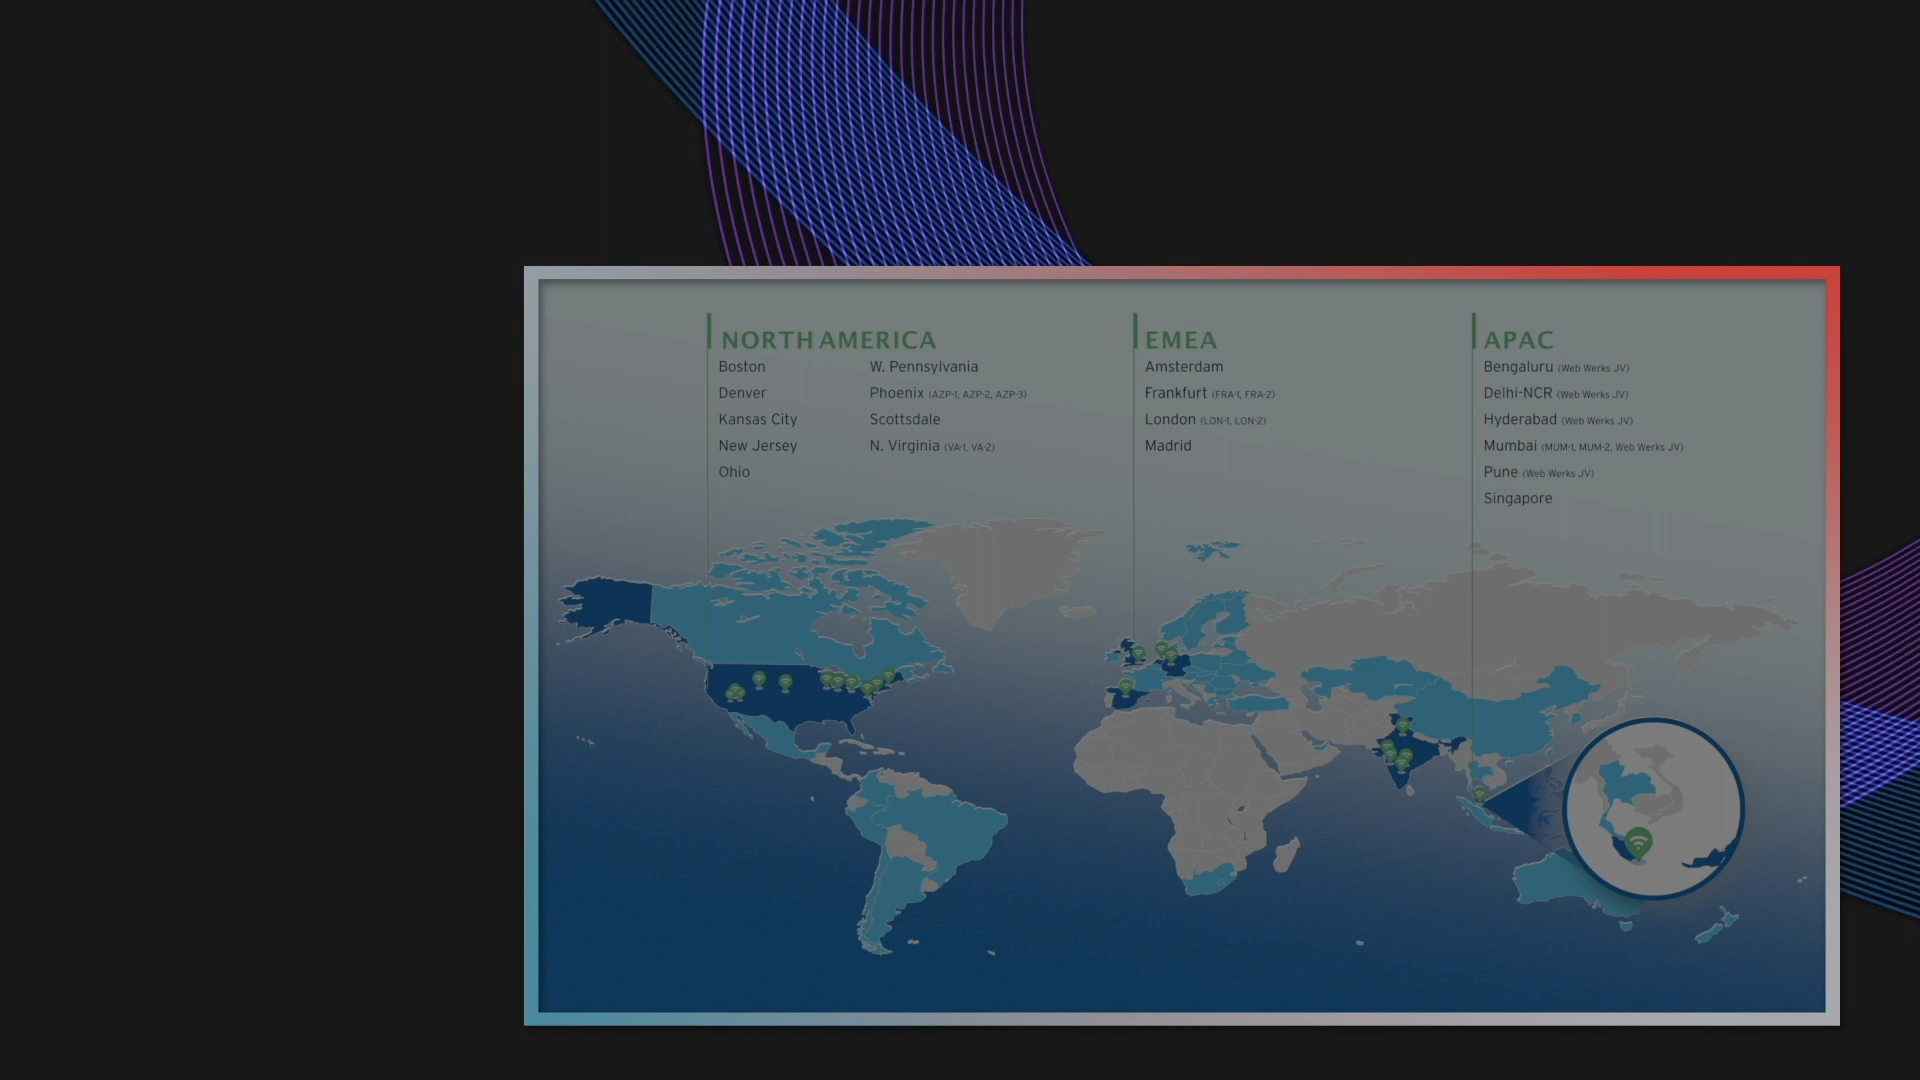 NORTH AMERICA
Boston
Denver
Kansas City
New Jersey
Ohio
W. Pennsylvania
Phoenix (AZP-1, AZP-2, AZP-3)
Scottsdale
N. Virginia (VA-1, VA-2)
EMEA
Amsterdam
Frankfurt (FRA-1, FRA-2)
London (LON-1, LON-2)
Madrid
APAC
Bengaluru (Web Werks JV)
Delhi-NCR (Web Werks JV)
Hyderabad (Web Werks JV)
Mumbai (MUM-1, MUM-2, Web Werks JV)
Pune (Web Werks JV)
Singapore